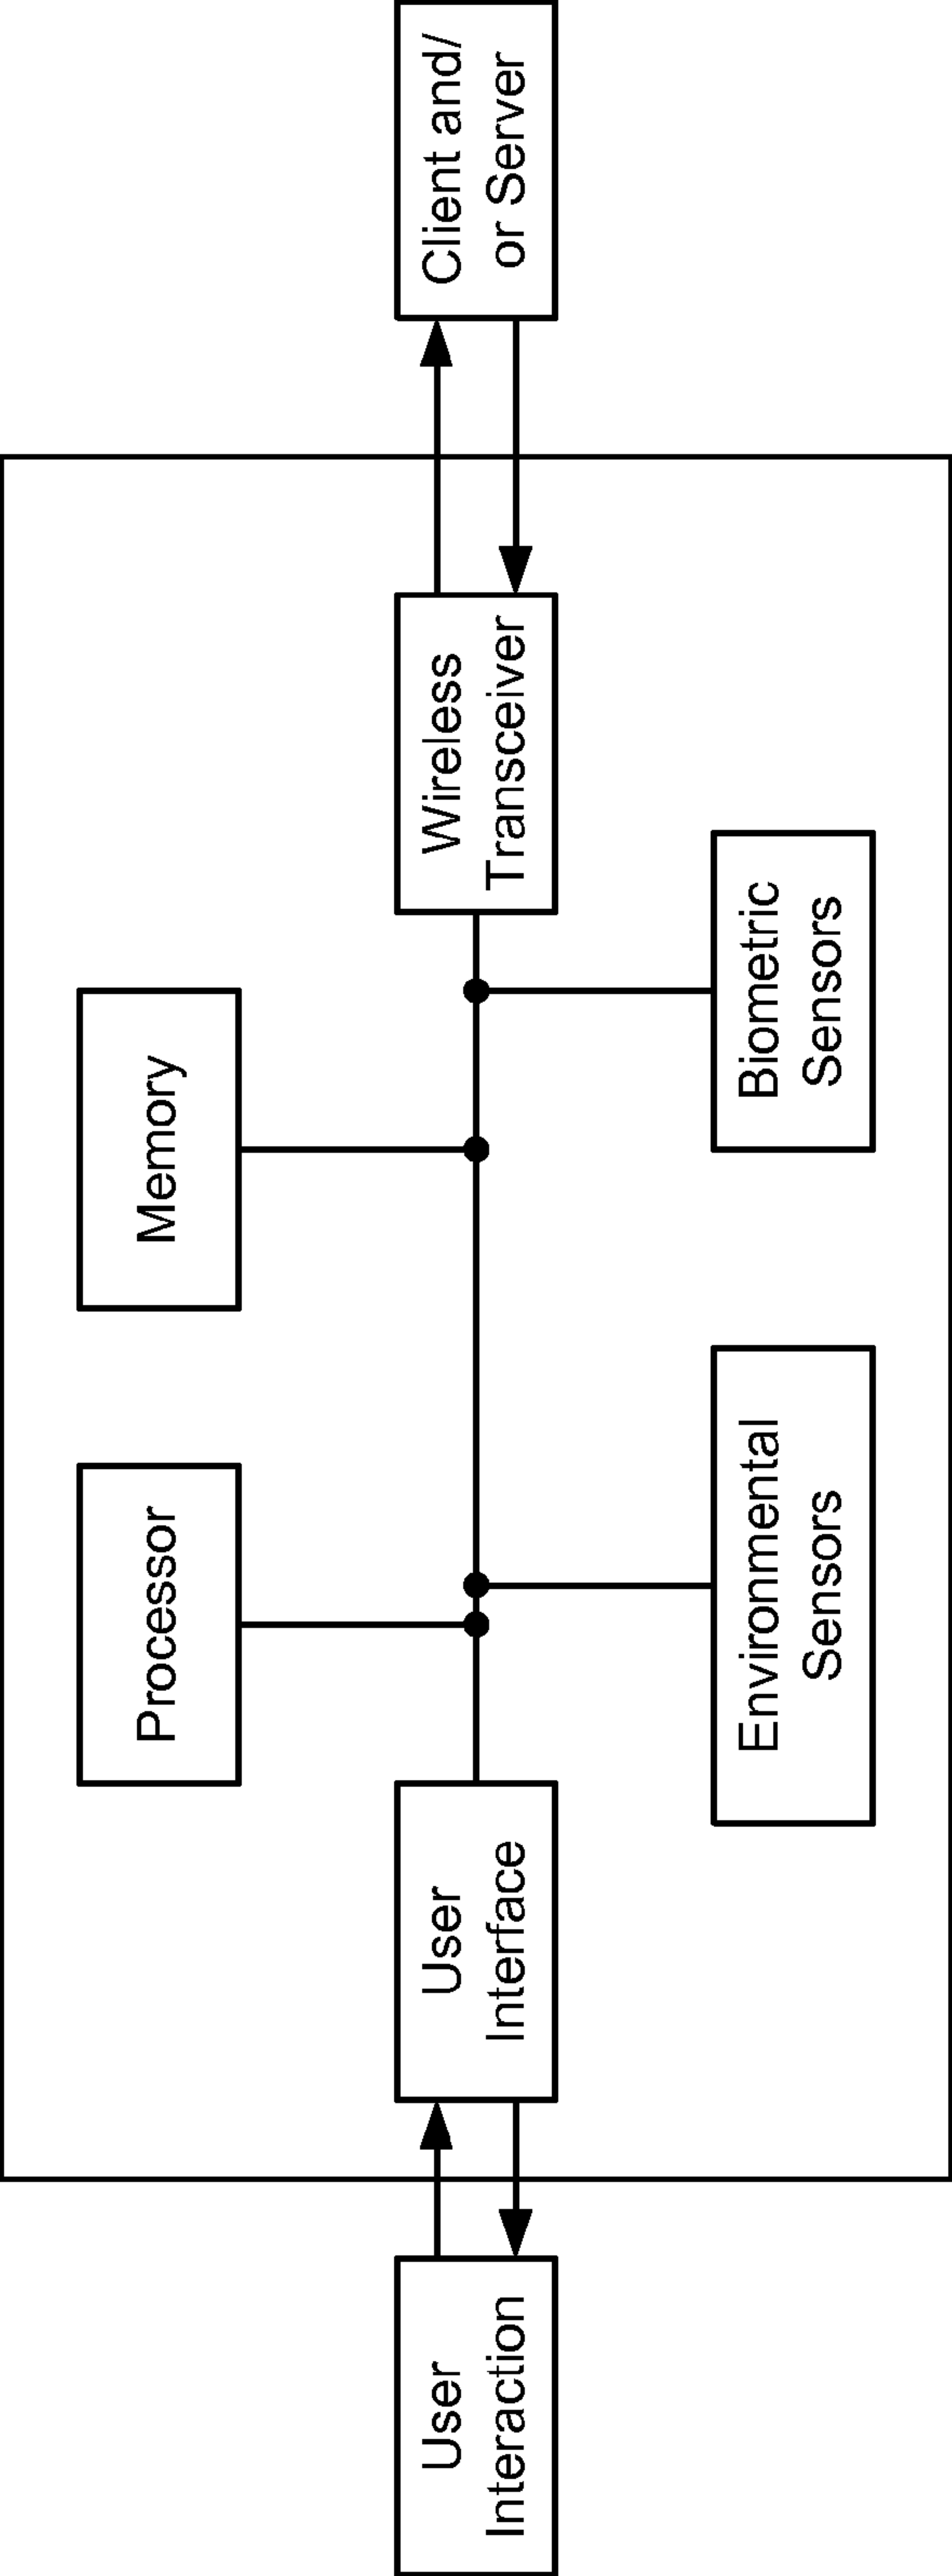 Processor
Memory
User
Interaction
User
Interface
Wireless
Transceiver
Client and/
or Server
Environmental
Sensors
Biometric
Sensors